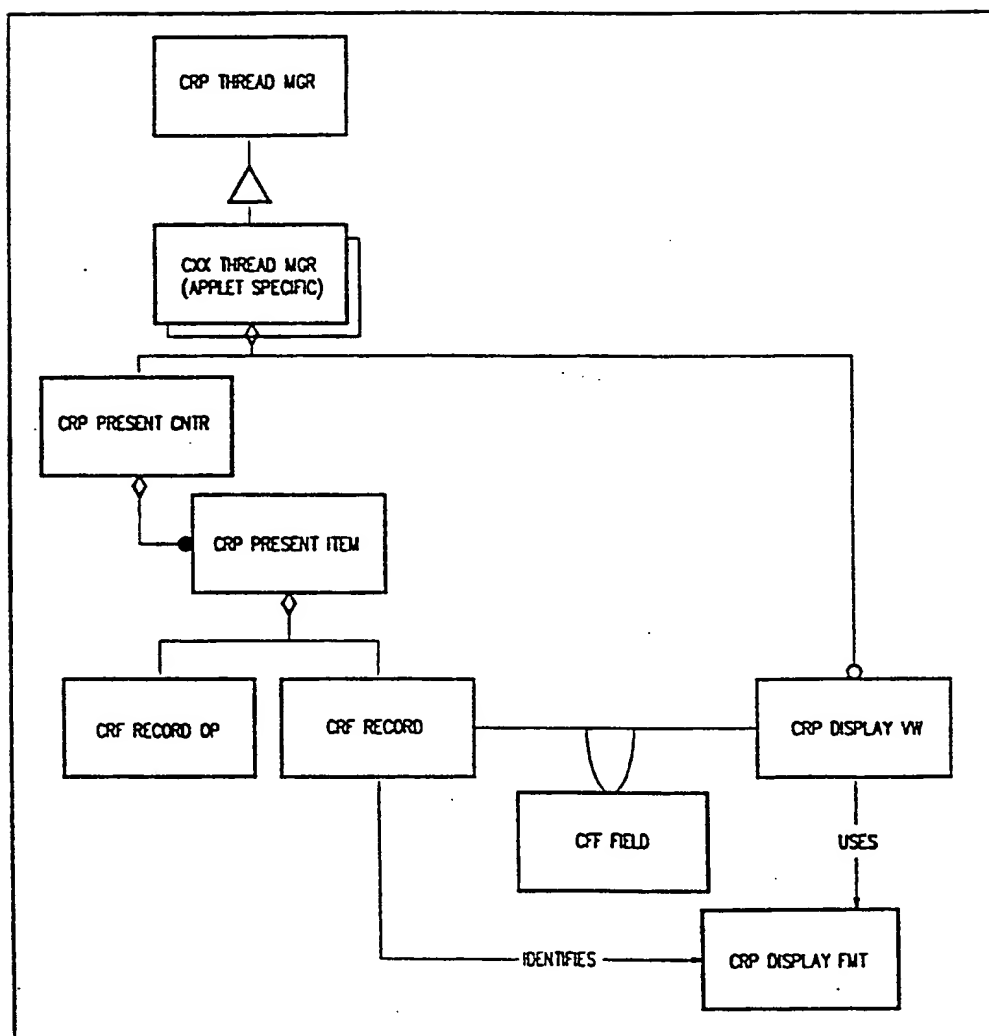 CRP THREAD MGR
CXX THREAD MGR
(APPLET SPECIFIC)
CRP PRESENT CNTR
CRP PRESENT ITEM
CRF RECORD OP
CRF RECORD
CRP DISPLAY VW
CFF FIELD
USES
CRP DISPLAY FMT
IDENTIFIES